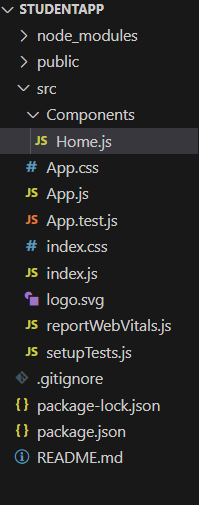 STUDENTAPP
node_modules
public
src
Components
JS Home.js
# App.css
JS App.js
JS App.test.js
# index.css
JS index.js
logo.svg
JS reportWebVitals.js
JS setupTests.js
.gitignore
{} package-lock.json
{} package.json
README.md